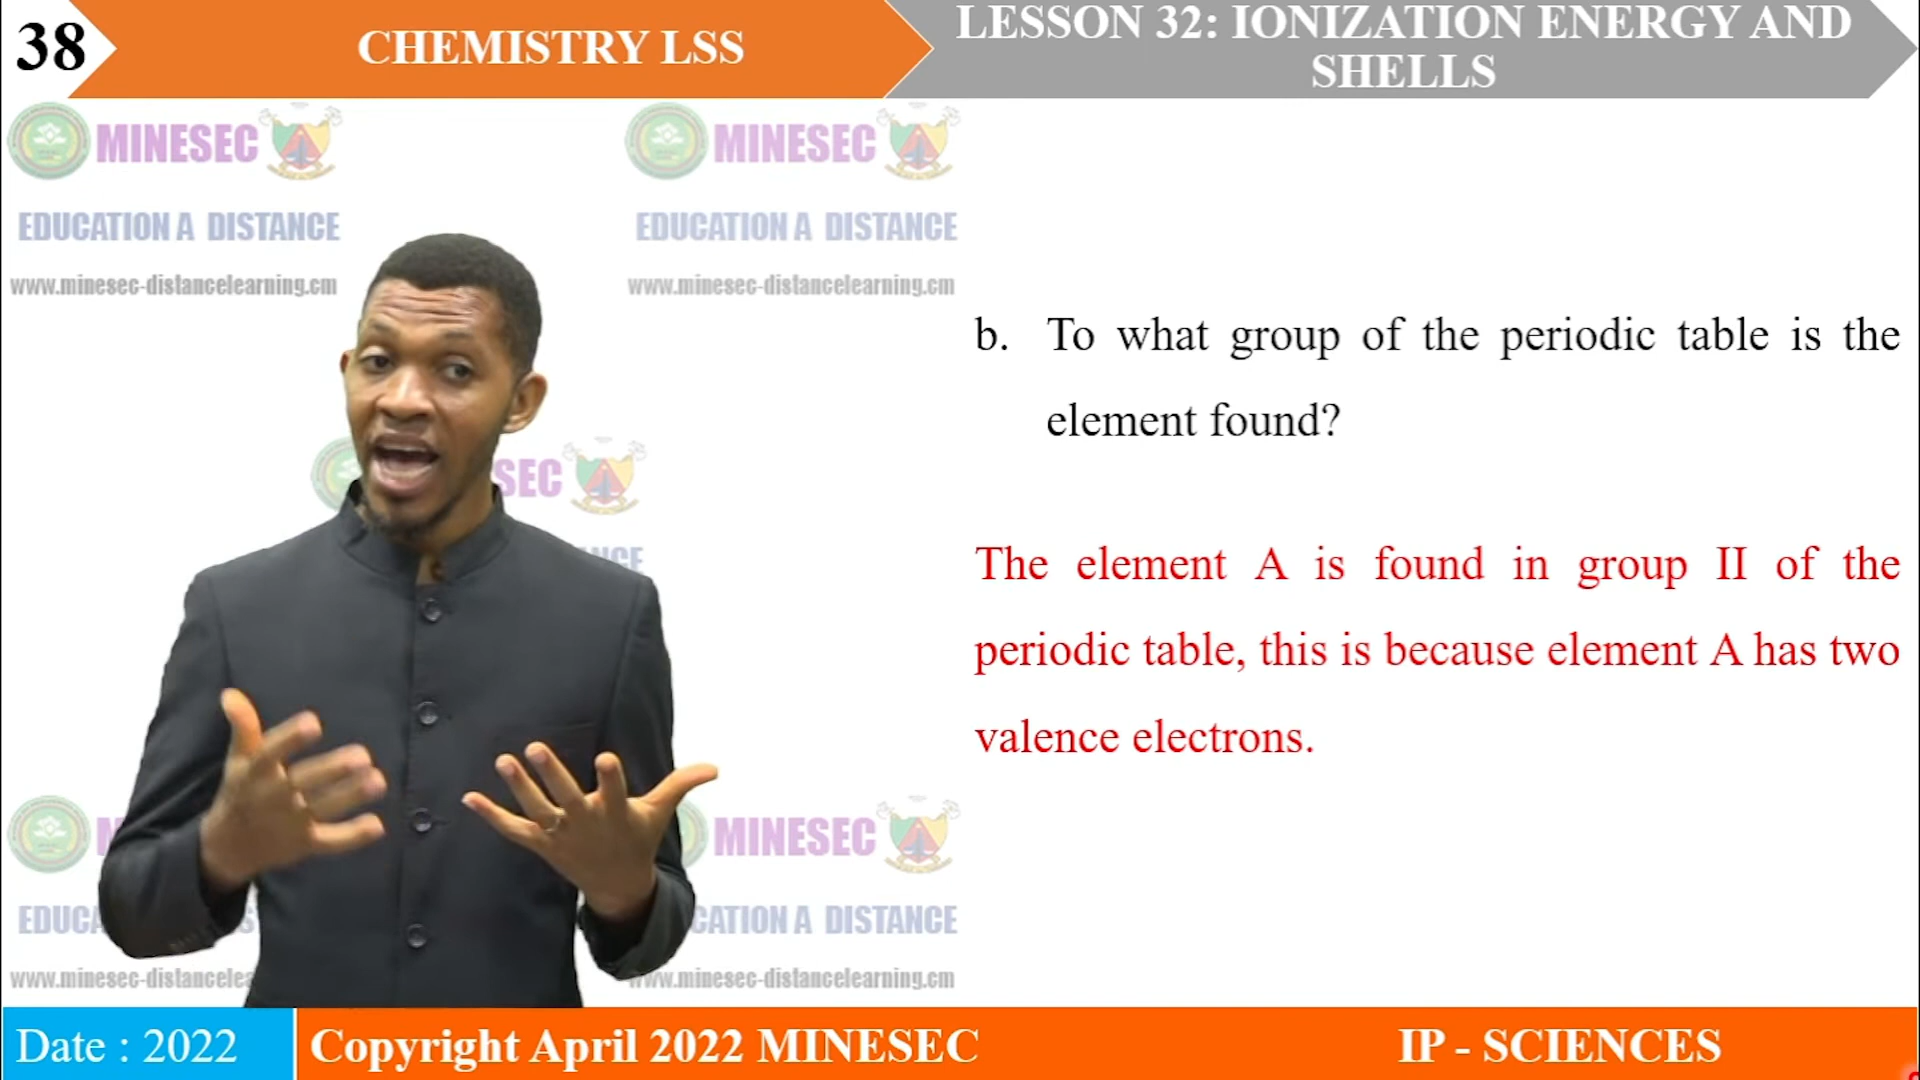 38
CHEMISTRY LSS
LESSON 32: IONIZATION ENERGY AND
SHELLS
MINESEC
MINESEC
EDUCATION A DISTANCE
EDUCATION A DISTANCE
www.minesec-distancelearning.cm
www.minesec-distancelearning.cm
b. To what group of the periodic table is the
element found?
SEC
The element A is found in group II of the
periodic table, this is because element A has two
valence electrons.
MINESEC
CATION A DISTANCE
www.minesec-distancelearning.cm
Date : 2022
Copyright April 2022 MINESEC
IP - SCIENCES